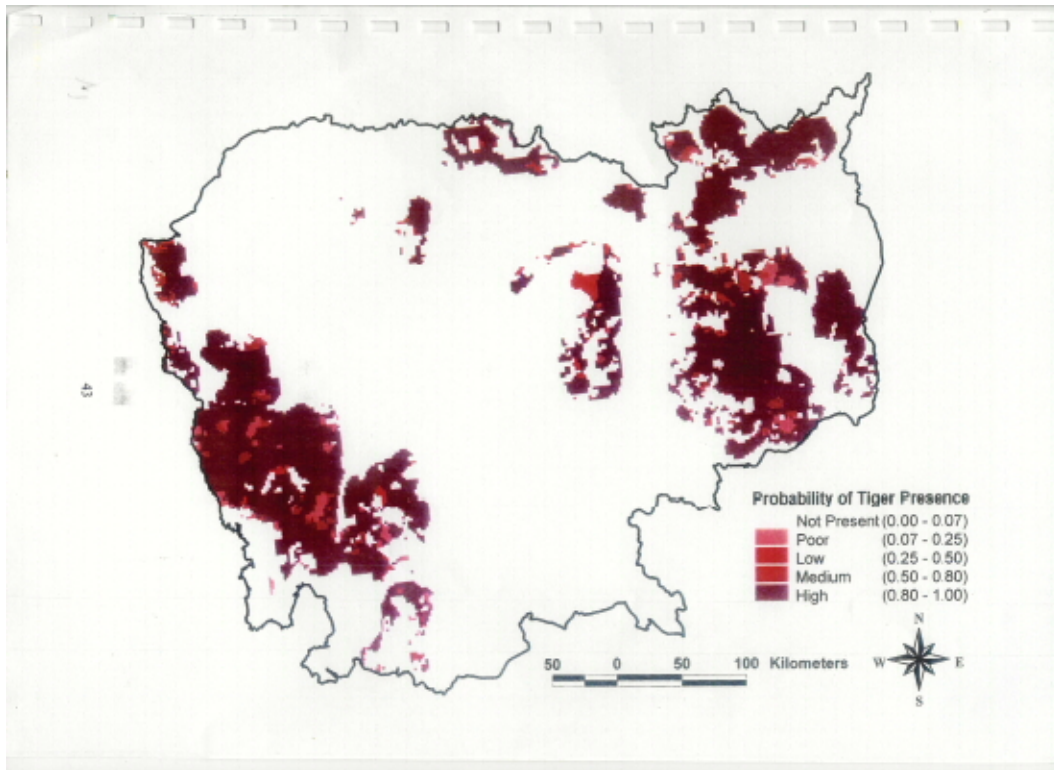 43
Probability of Tiger Presence
Not Present (0.00 - 0.07)
Poor (0.07 - 0.25)
Low (0.25 - 0.50)
Medium (0.50 - 0.80)
High (0.80 - 1.00)
N
W E
S
50 0 50 100 Kilometers